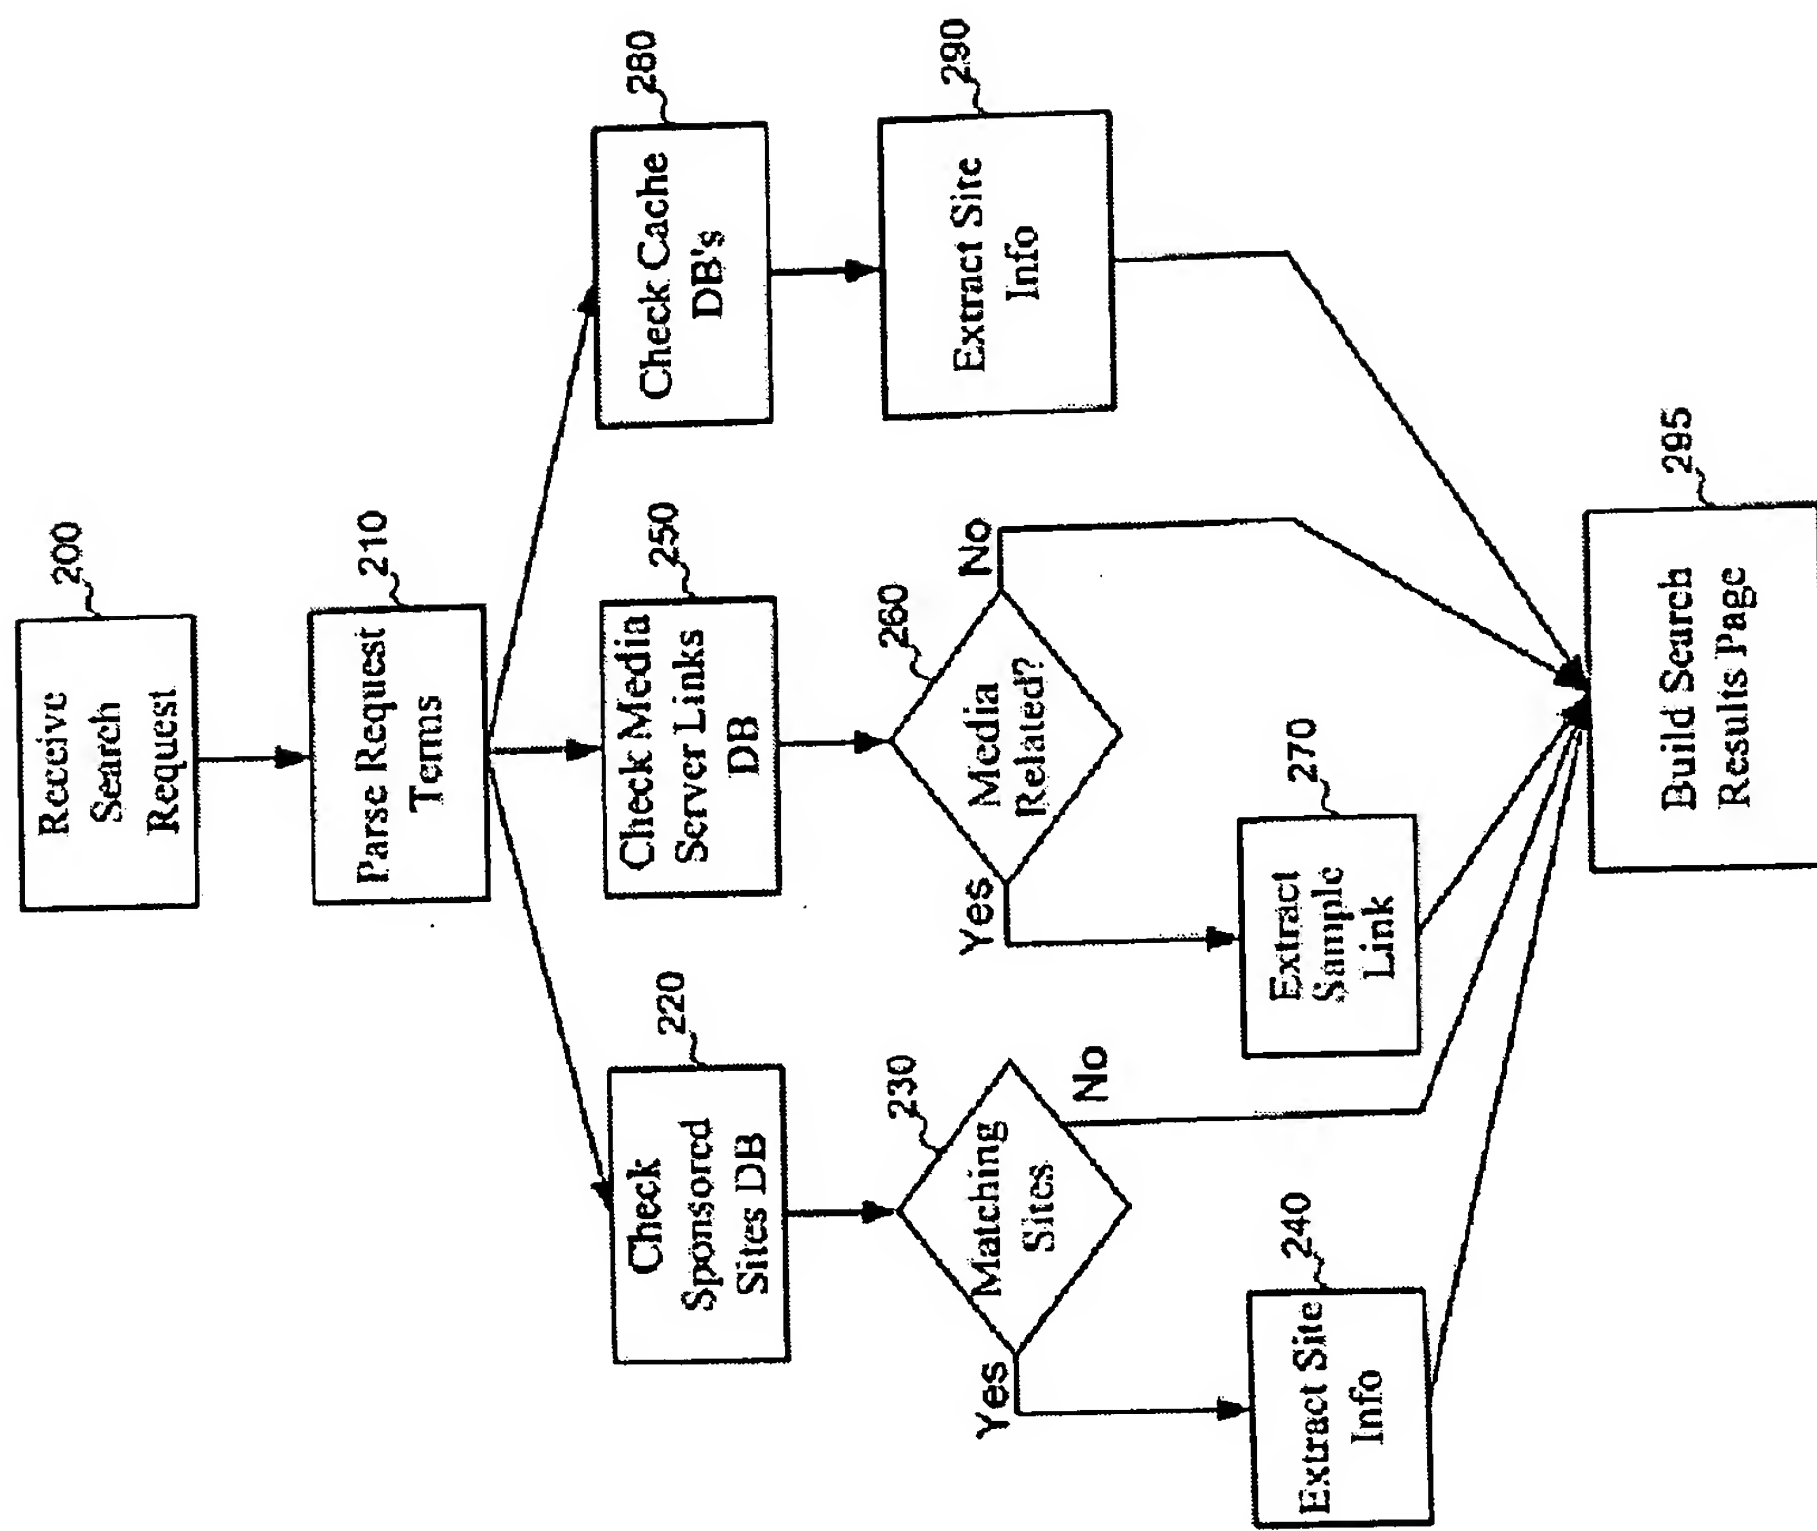 200
Receive
Search
Request
210
Parse Request
Terms
220
Check
Sponsored
Sites DB
250
Check Media
Server Links
DB
280
Check Cache
DB's
230
Matching
Sites
Yes
No
260
Media
Related?
Yes
No
290
Extract Site
Info
240
Extract Site
Info
270
Extract
Sample
Link
295
Build Search
Results Page